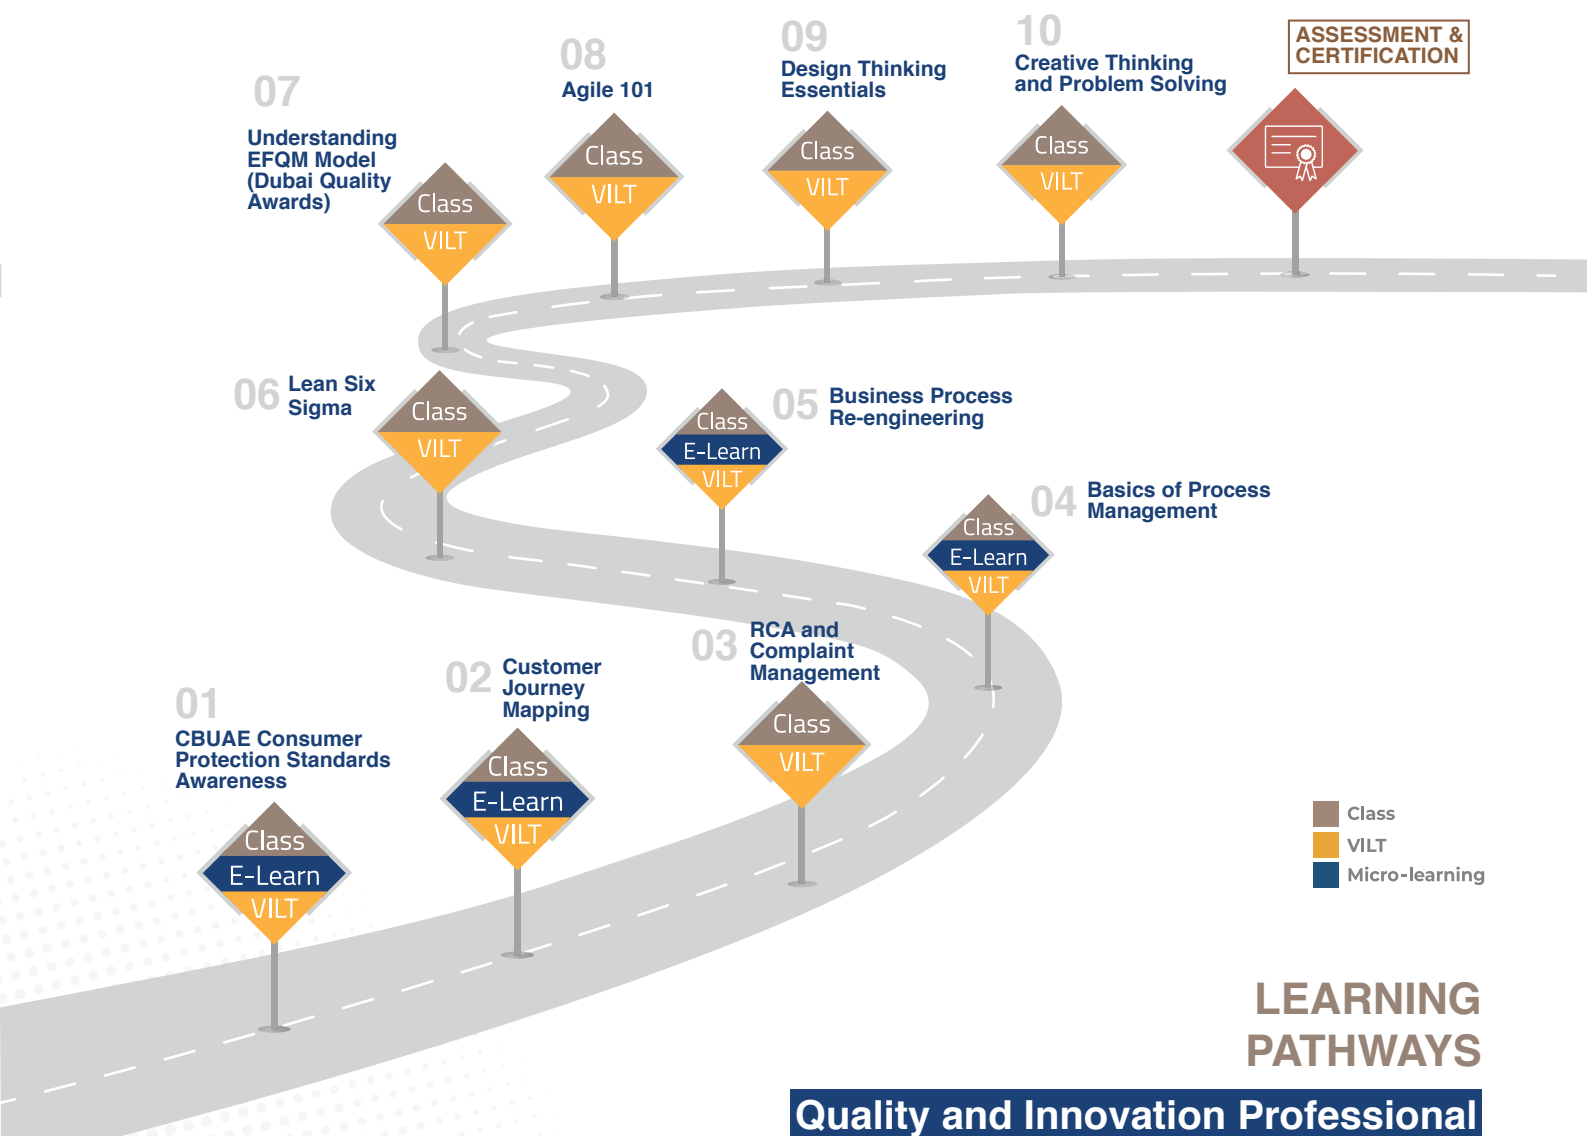 07
Understanding
EFQM Model
(Dubai Quality
Awards)
Class
VILT
08
Agile 101
Class
VILT
09
Design Thinking
Essentials
Class
VILT
10
Creative Thinking
and Problem Solving
Class
VILT
ASSESSMENT &
CERTIFICATION
06
Lean Six
Sigma
Class
VILT
05
Business Process
Re-engineering
Class
E-Learn
VILT
04
Basics of Process
Management
Class
E-Learn
VILT
03
RCA and
Complaint
Management
Class
VILT
02
Customer
Journey
Mapping
Class
E-Learn
VILT
01
CBUAE Consumer
Protection Standards
Awareness
Class
E-Learn
VILT
Class
VILT
Micro-learning
LEARNING
PATHWAYS
Quality and Innovation Professional